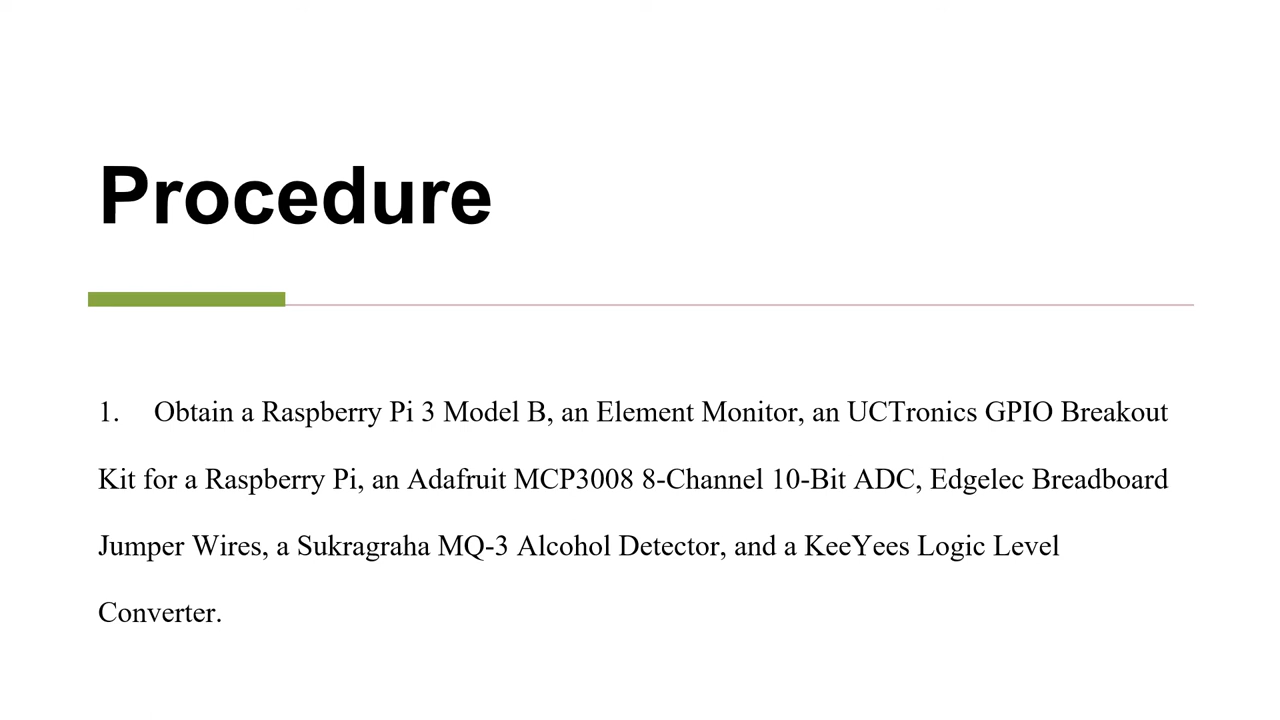 Procedure
1. Obtain a Raspberry Pi 3 Model B, an Element Monitor, an UCTronics GPIO Breakout
Kit for a Raspberry Pi, an Adafruit MCP3008 8-Channel 10-Bit ADC, Edgelec Breadboard
Jumper Wires, a Sukragraha MQ-3 Alcohol Detector, and a KeeYees Logic Level
Converter.